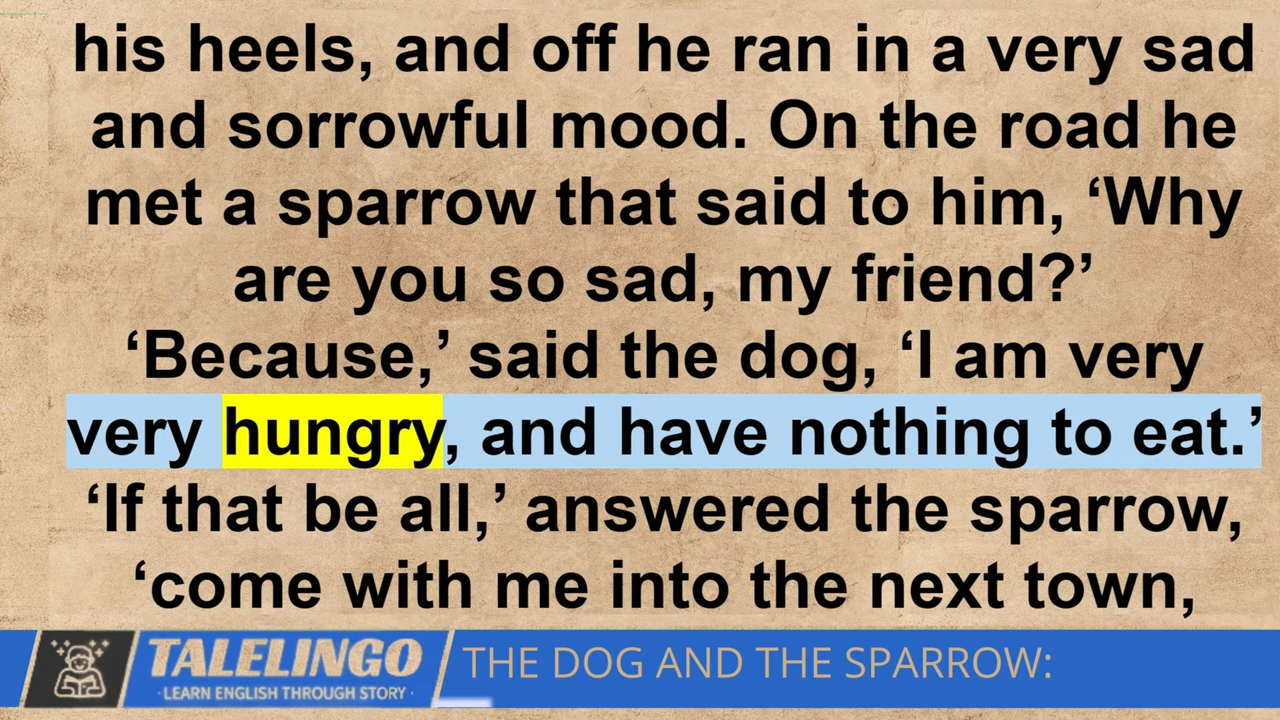 his heels, and off he ran in a very sad
and sorrowful mood. On the road he
met a sparrow that said to him, ‘Why
are you so sad, my friend?’
‘Because,’ said the dog, ‘I am very
very hungry, and have nothing to eat.’
‘If that be all,’ answered the sparrow,
‘come with me into the next town,
TALELINGO
·LEARN ENGLISH THROUGH STORY·
THE DOG AND THE SPARROW: